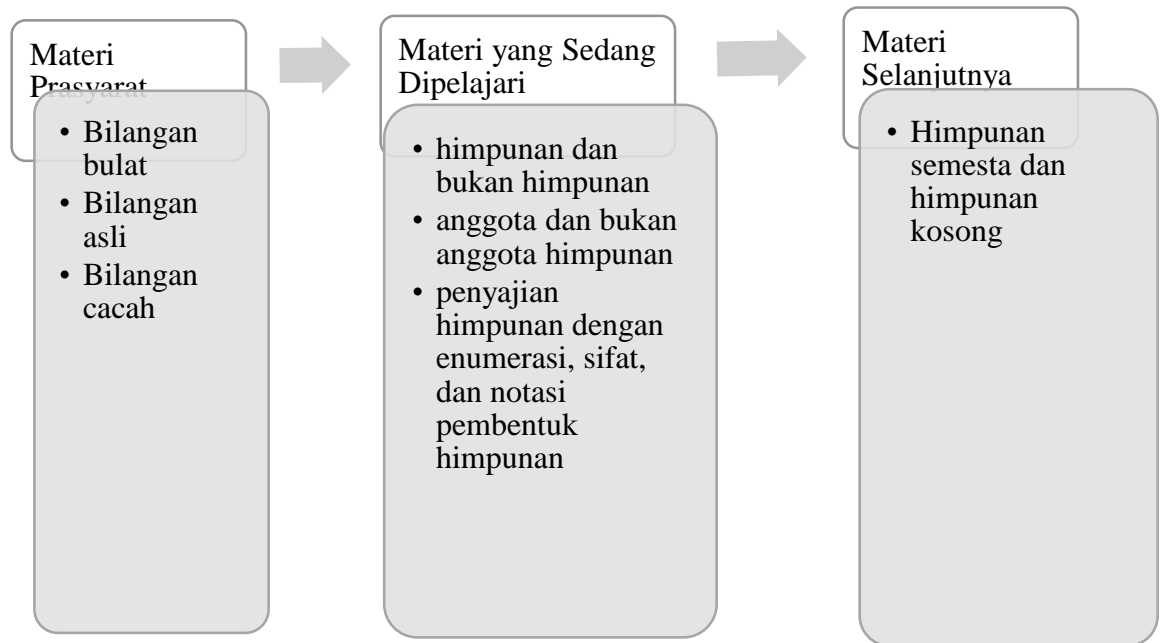 Materi
Prasyarat
• Bilangan
bulat
• Bilangan
asli
• Bilangan
cacah
Materi yang Sedang
Dipelajari
• himpunan dan
bukan himpunan
• anggota dan bukan
anggota himpunan
• penyajian
himpunan dengan
enumerasi, sifat,
dan notasi
pembentuk
himpunan
Materi
Selanjutnya
• Himpunan
semesta dan
himpunan
kosong